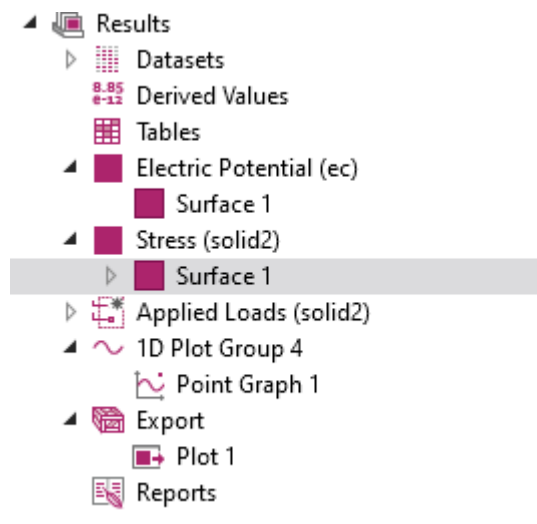 Results
Datasets
8.85
e-12 Derived Values
Tables
Electric Potential (ec)
Surface 1
Stress (solid2)
Surface 1
Applied Loads (solid2)
1D Plot Group 4
Point Graph 1
Export
Plot 1
Reports